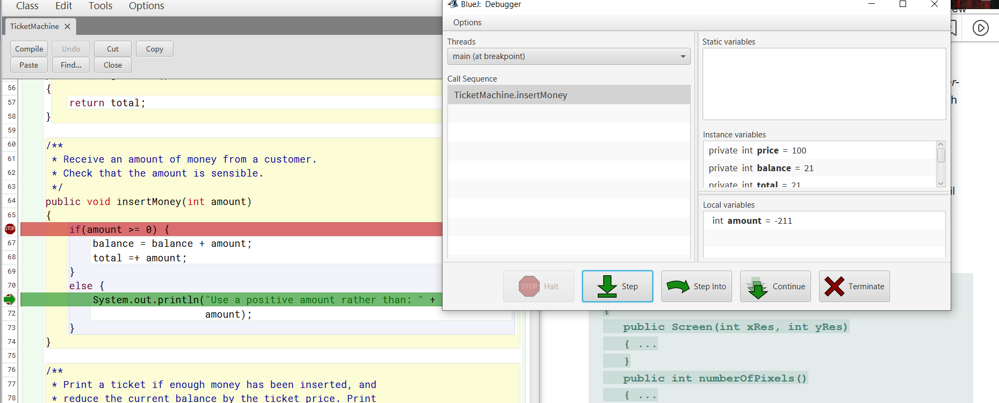 Class Edit Tools Options
TicketMachine
Compile Undo Cut Copy
Paste Find... Close
56 {
57 return total;
58 }
59
60 /**
61 * Receive an amount of money from a customer.
62 * Check that the amount is sensible.
63 */
64 public void insertMoney(int amount)
65 {
STOP if(amount >= 0) {
67 balance = balance + amount;
68 total =+ amount;
69 }
70 else {
System.out.println("Use a positive amount rather than: " +
72 amount);
73 }
74 }
75
76 /**
77 * Print a ticket if enough money has been inserted, and
78 * reduce the current balance by the ticket price. Print
BlueJ: Debugger
Options
Threads
main (at breakpoint)
Call Sequence
TicketMachine.insertMoney
Static variables
Instance variables
private int price = 100
private int balance = 21
private int total = 21
Local variables
int amount = -211
STOP Halt
Step
Step Into
Continue
Terminate
ew
r-
h
il
{
public Screen(int xRes, int yRes)
{ ...
}
public int numberOfPixels()
{ ...